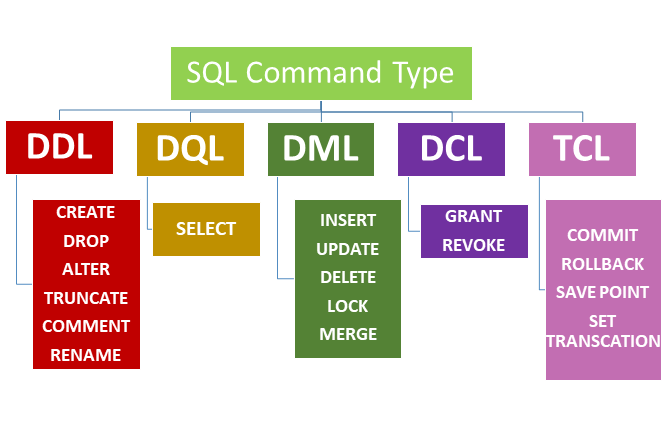 SQL Command Type
DDL
DQL
DML
DCL
TCL
CREATE
DROP
ALTER
TRUNCATE
COMMENT
RENAME
SELECT
INSERT
UPDATE
DELETE
LOCK
MERGE
GRANT
REVOKE
COMMIT
ROLLBACK
SAVE POINT
SET
TRANSCATION